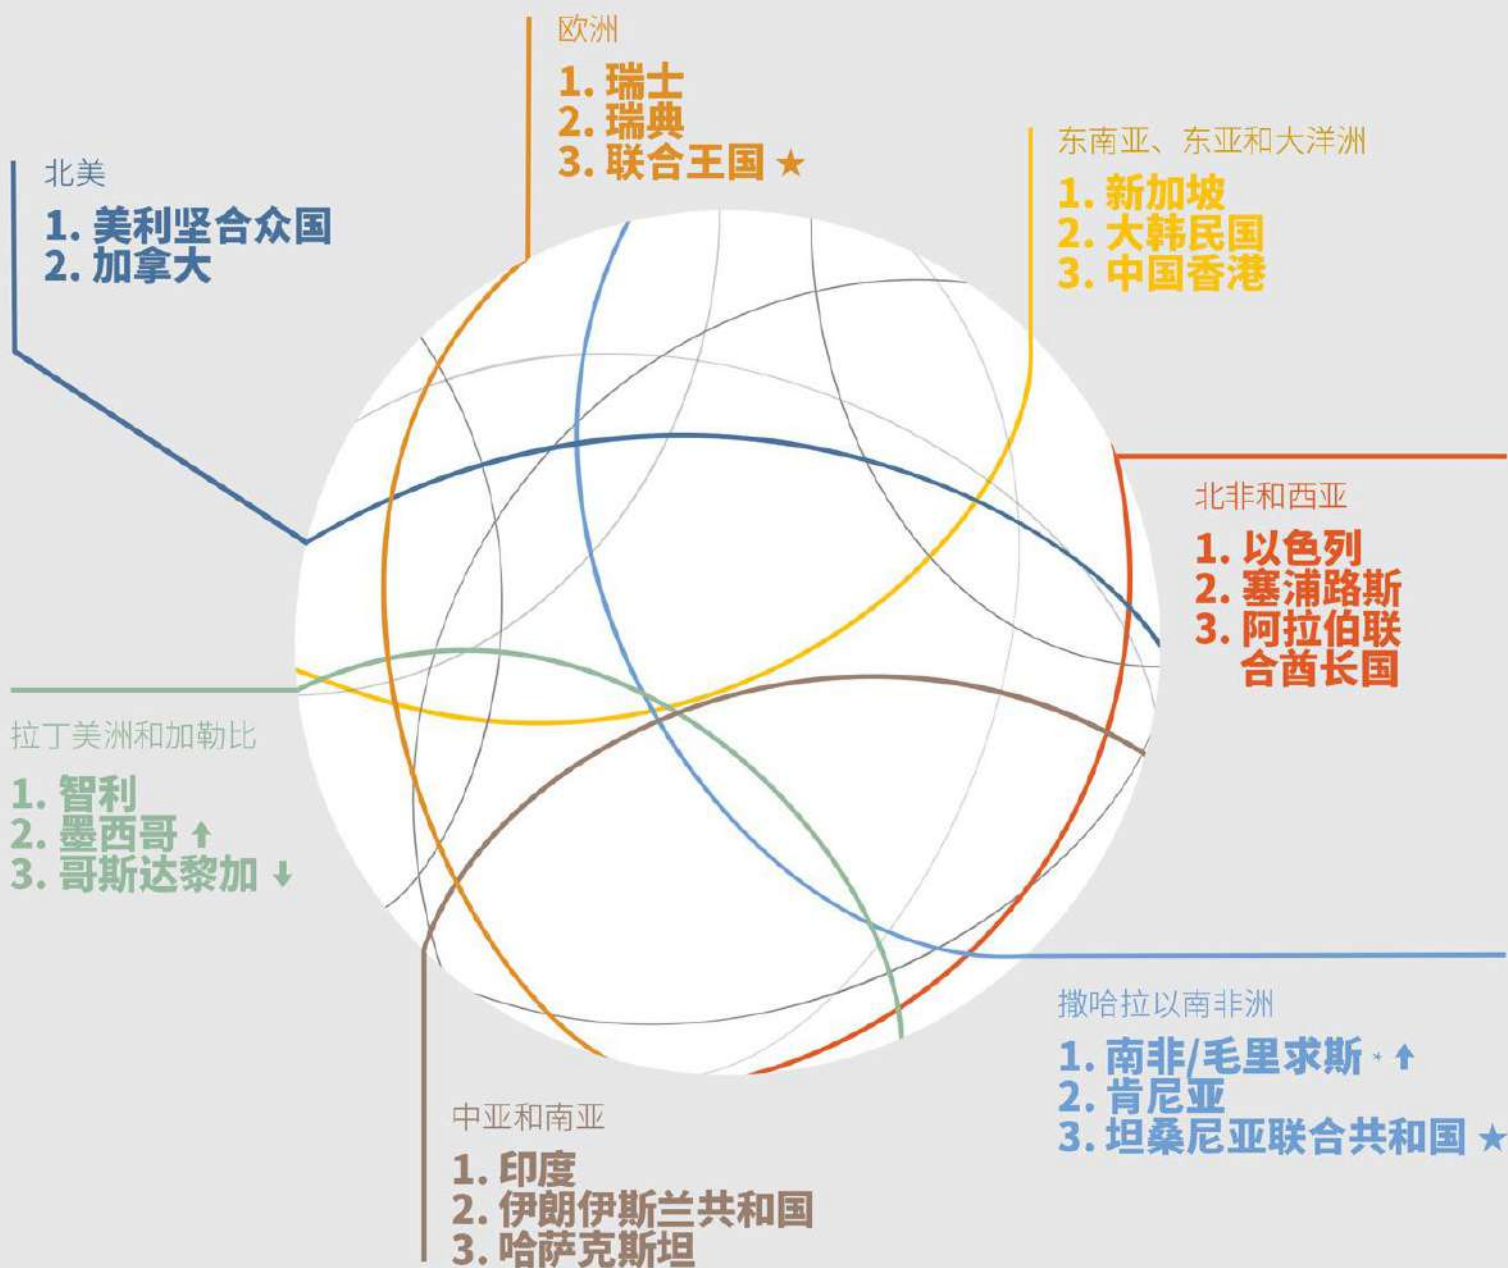 欧洲
1. 瑞士
2. 瑞典
3. 联合王国 ★
东南亚、东亚和大洋洲
1. 新加坡
2. 大韩民国
3. 中国香港
北美
1. 美利坚合众国
2. 加拿大
北非和西亚
1. 以色列
2. 塞浦路斯
3. 阿拉伯联
合酋长国
拉丁美洲和加勒比
1. 智利
2. 墨西哥 ↑
3. 哥斯达黎加 ↓
撒哈拉以南非洲
1. 南非/毛里求斯 * ↑
2. 肯尼亚
3. 坦桑尼亚联合共和国 ★
中亚和南亚
1. 印度
2. 伊朗伊斯兰共和国
3. 哈萨克斯坦